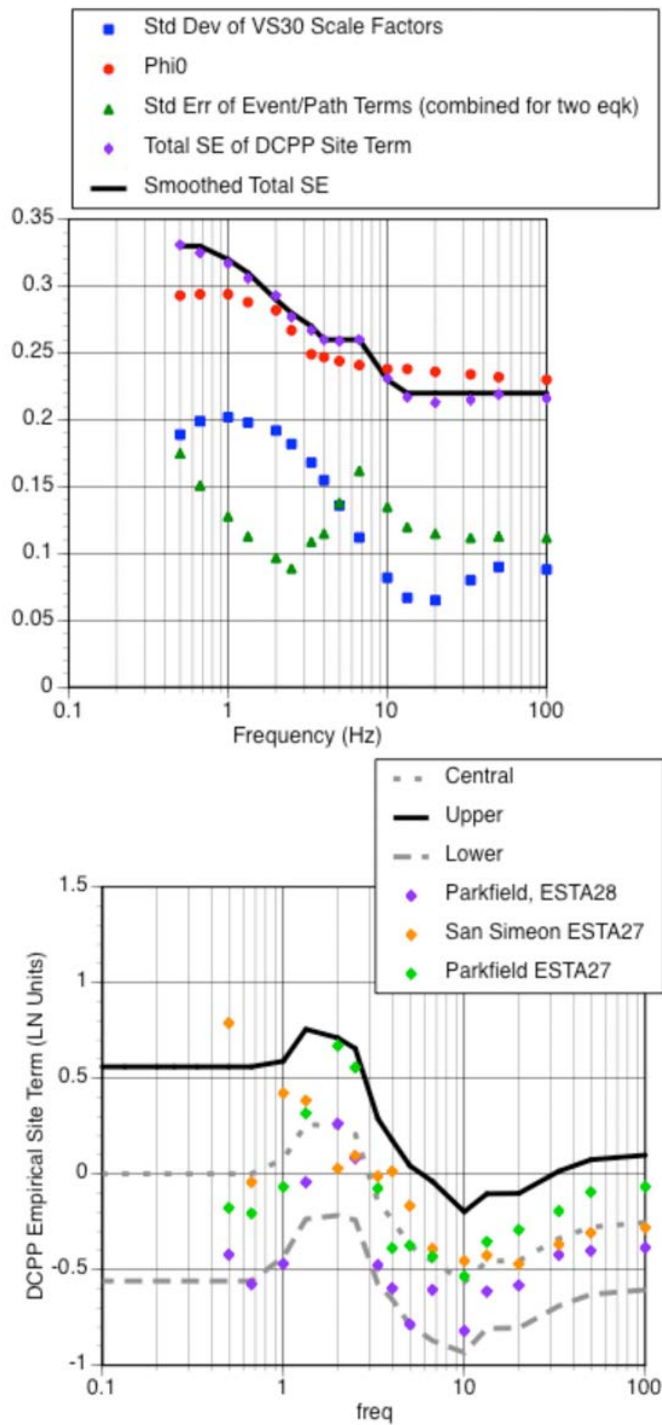 Std Dev of VS30 Scale Factors
Phi0
Std Err of Event/Path Terms (combined for two eqk)
Total SE of DCPP Site Term
Smoothed Total SE
0.35
0.3
0.25
0.2
0.15
0.1
0.05
0
0.1 1 10 100
Frequency (Hz)
Central
Upper
Lower
Parkfield, ESTA28
San Simeon ESTA27
Parkfield ESTA27
DCPP Empirical Site Term (LN Units)
1.5
1
0.5
0
-0.5
-1
0.1 1 10 100
freq